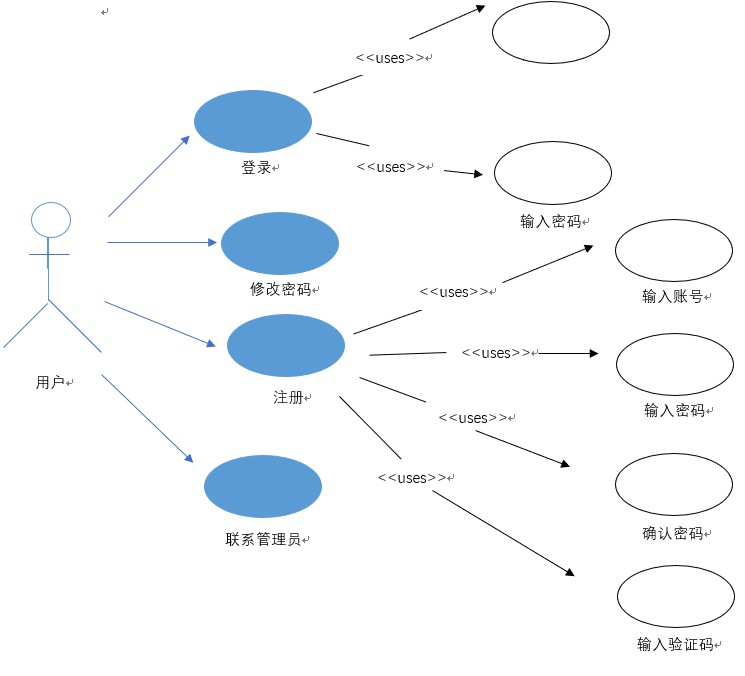 <<uses>>
登录
<<uses>>
输入密码
修改密码
<<uses>>
输入账号
用户
注册
<<uses>>
输入密码
<<uses>>
<<uses>>
联系管理员
确认密码
输入验证码